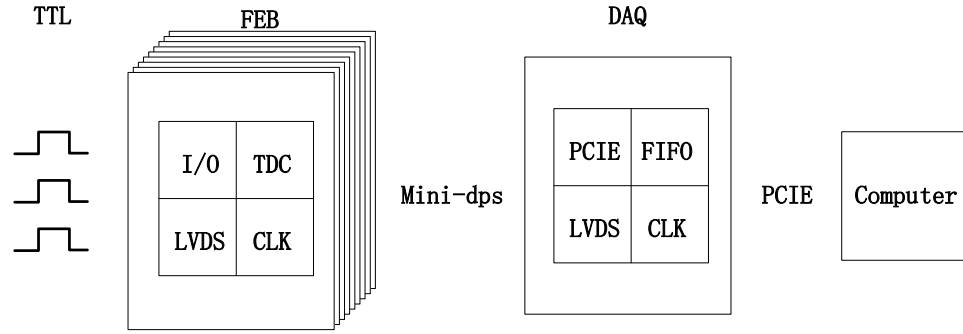 TTL
FEB
DAQ
I/O TDC
LVDS CLK
Mini-dps
PCIE FIFO
LVDS CLK
PCIE
Computer